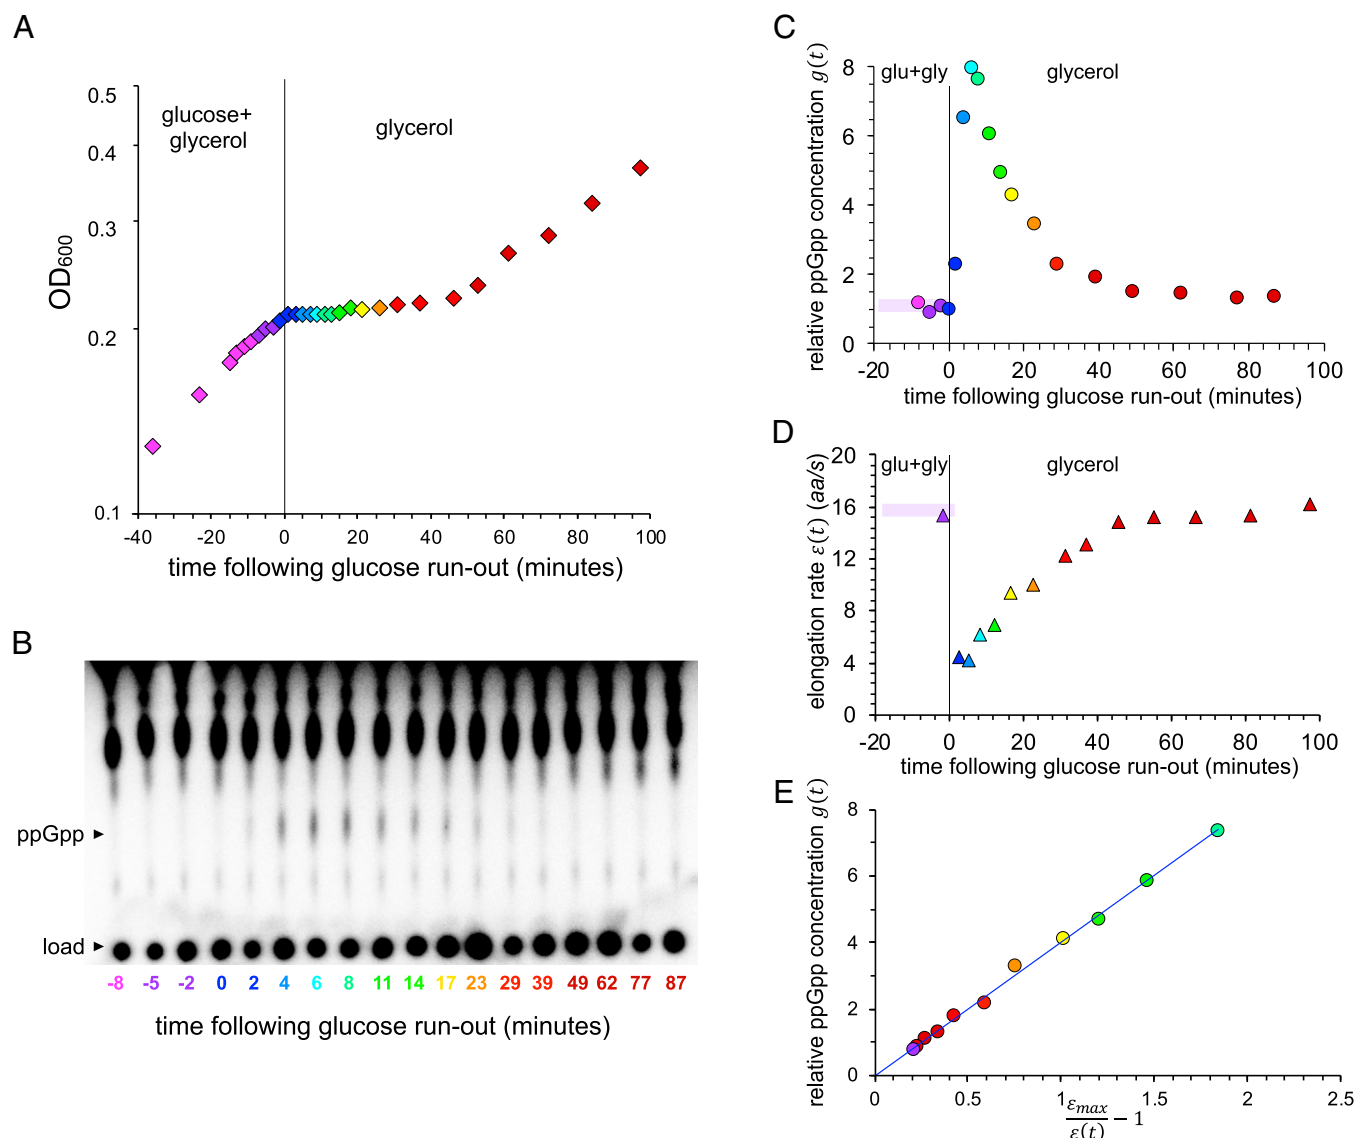 A
0.5
0.4
0.3
0.2
0.1
OD600
glucose+
glycerol
glycerol
-40 -20 0 20 40 60 80 100
time following glucose run-out (minutes)
B
ppGpp
load
-8 -5 -2 0 2 4 6 8 11 14 17 23 29 39 49 62 77 87
time following glucose run-out (minutes)
C
relative ppGpp concentration g(t)
8
6
4
2
0
glu+gly glycerol
-20 0 20 40 60 80 100
time following glucose run-out (minutes)
D
elongation rate ε(t) (aa/s)
20
16
12
8
4
0
glu+gly glycerol
-20 0 20 40 60 80 100
time following glucose run-out (minutes)
E
relative ppGpp concentration g(t)
8
6
4
2
0
0 0.5 1 1.5 2 2.5
εmax
ε(t) − 1